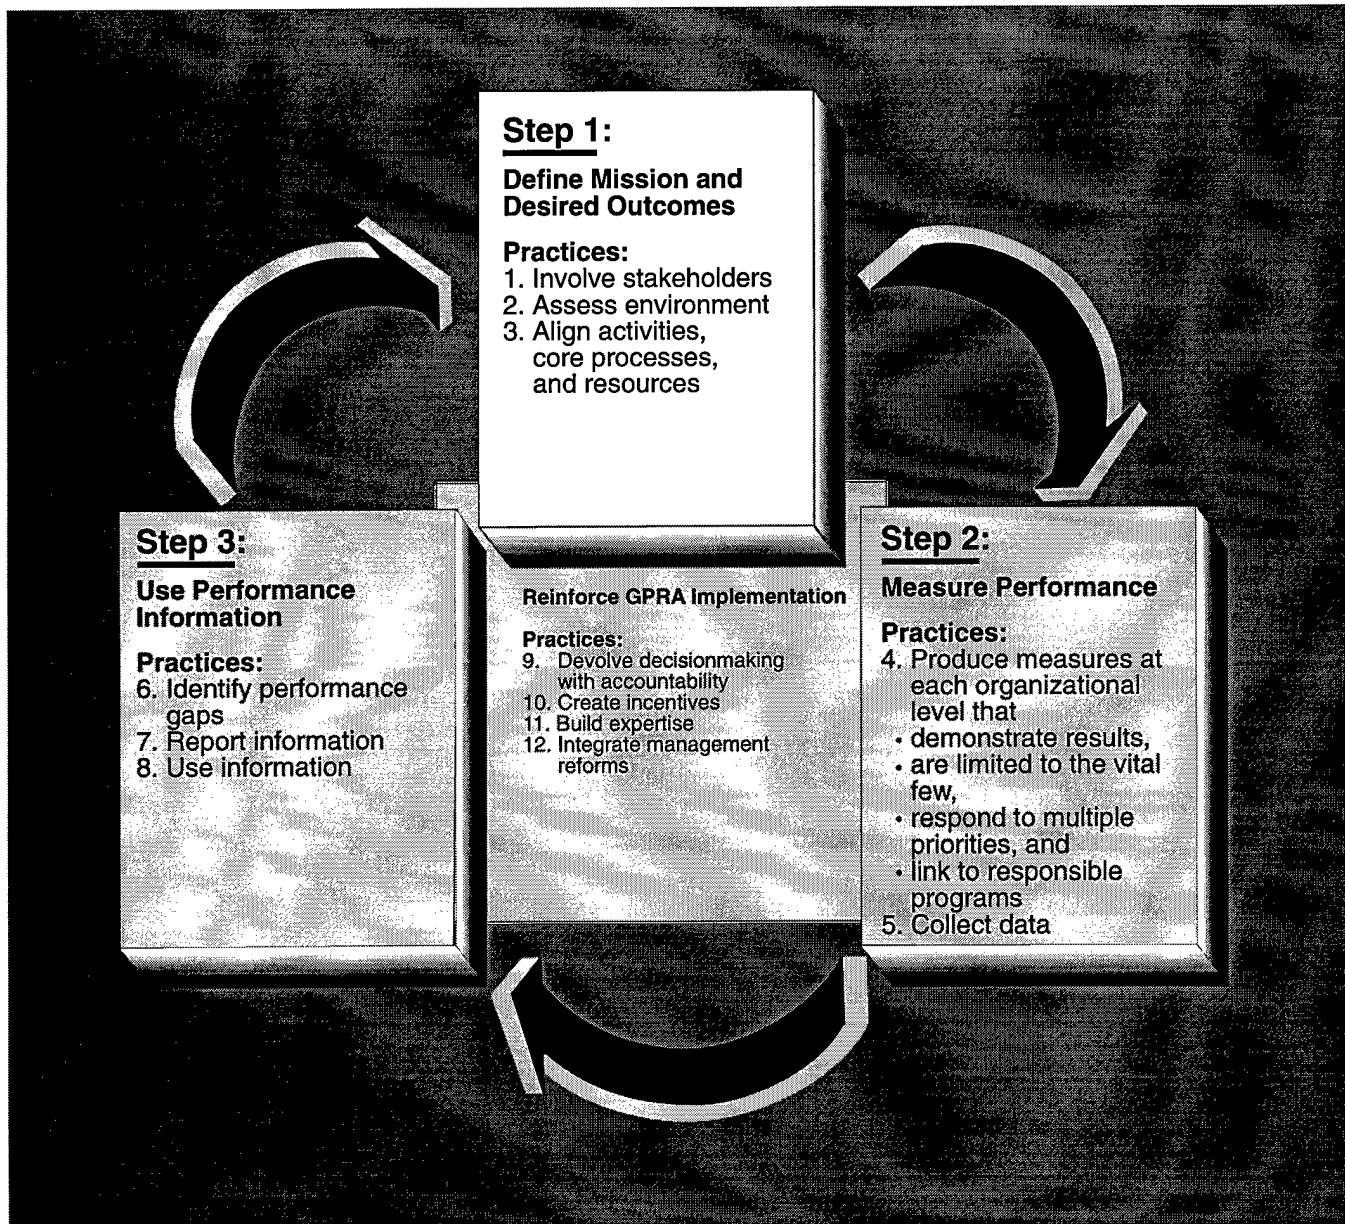 Step 1:
Define Mission and
Desired Outcomes
Practices:
1. Involve stakeholders
2. Assess environment
3. Align activities,
core processes,
and resources
Step 2:
Measure Performance
Practices:
4. Produce measures at
each organizational
level that
• demonstrate results,
• are limited to the vital
few,
• respond to multiple
priorities, and
• link to responsible
programs
5. Collect data
Step 3:
Use Performance
Information
Practices:
6. Identify performance
gaps
7. Report information
8. Use information
Reinforce GPRA Implementation
Practices:
9. Devolve decisionmaking
with accountability
10. Create incentives
11. Build expertise
12. Integrate management
reforms